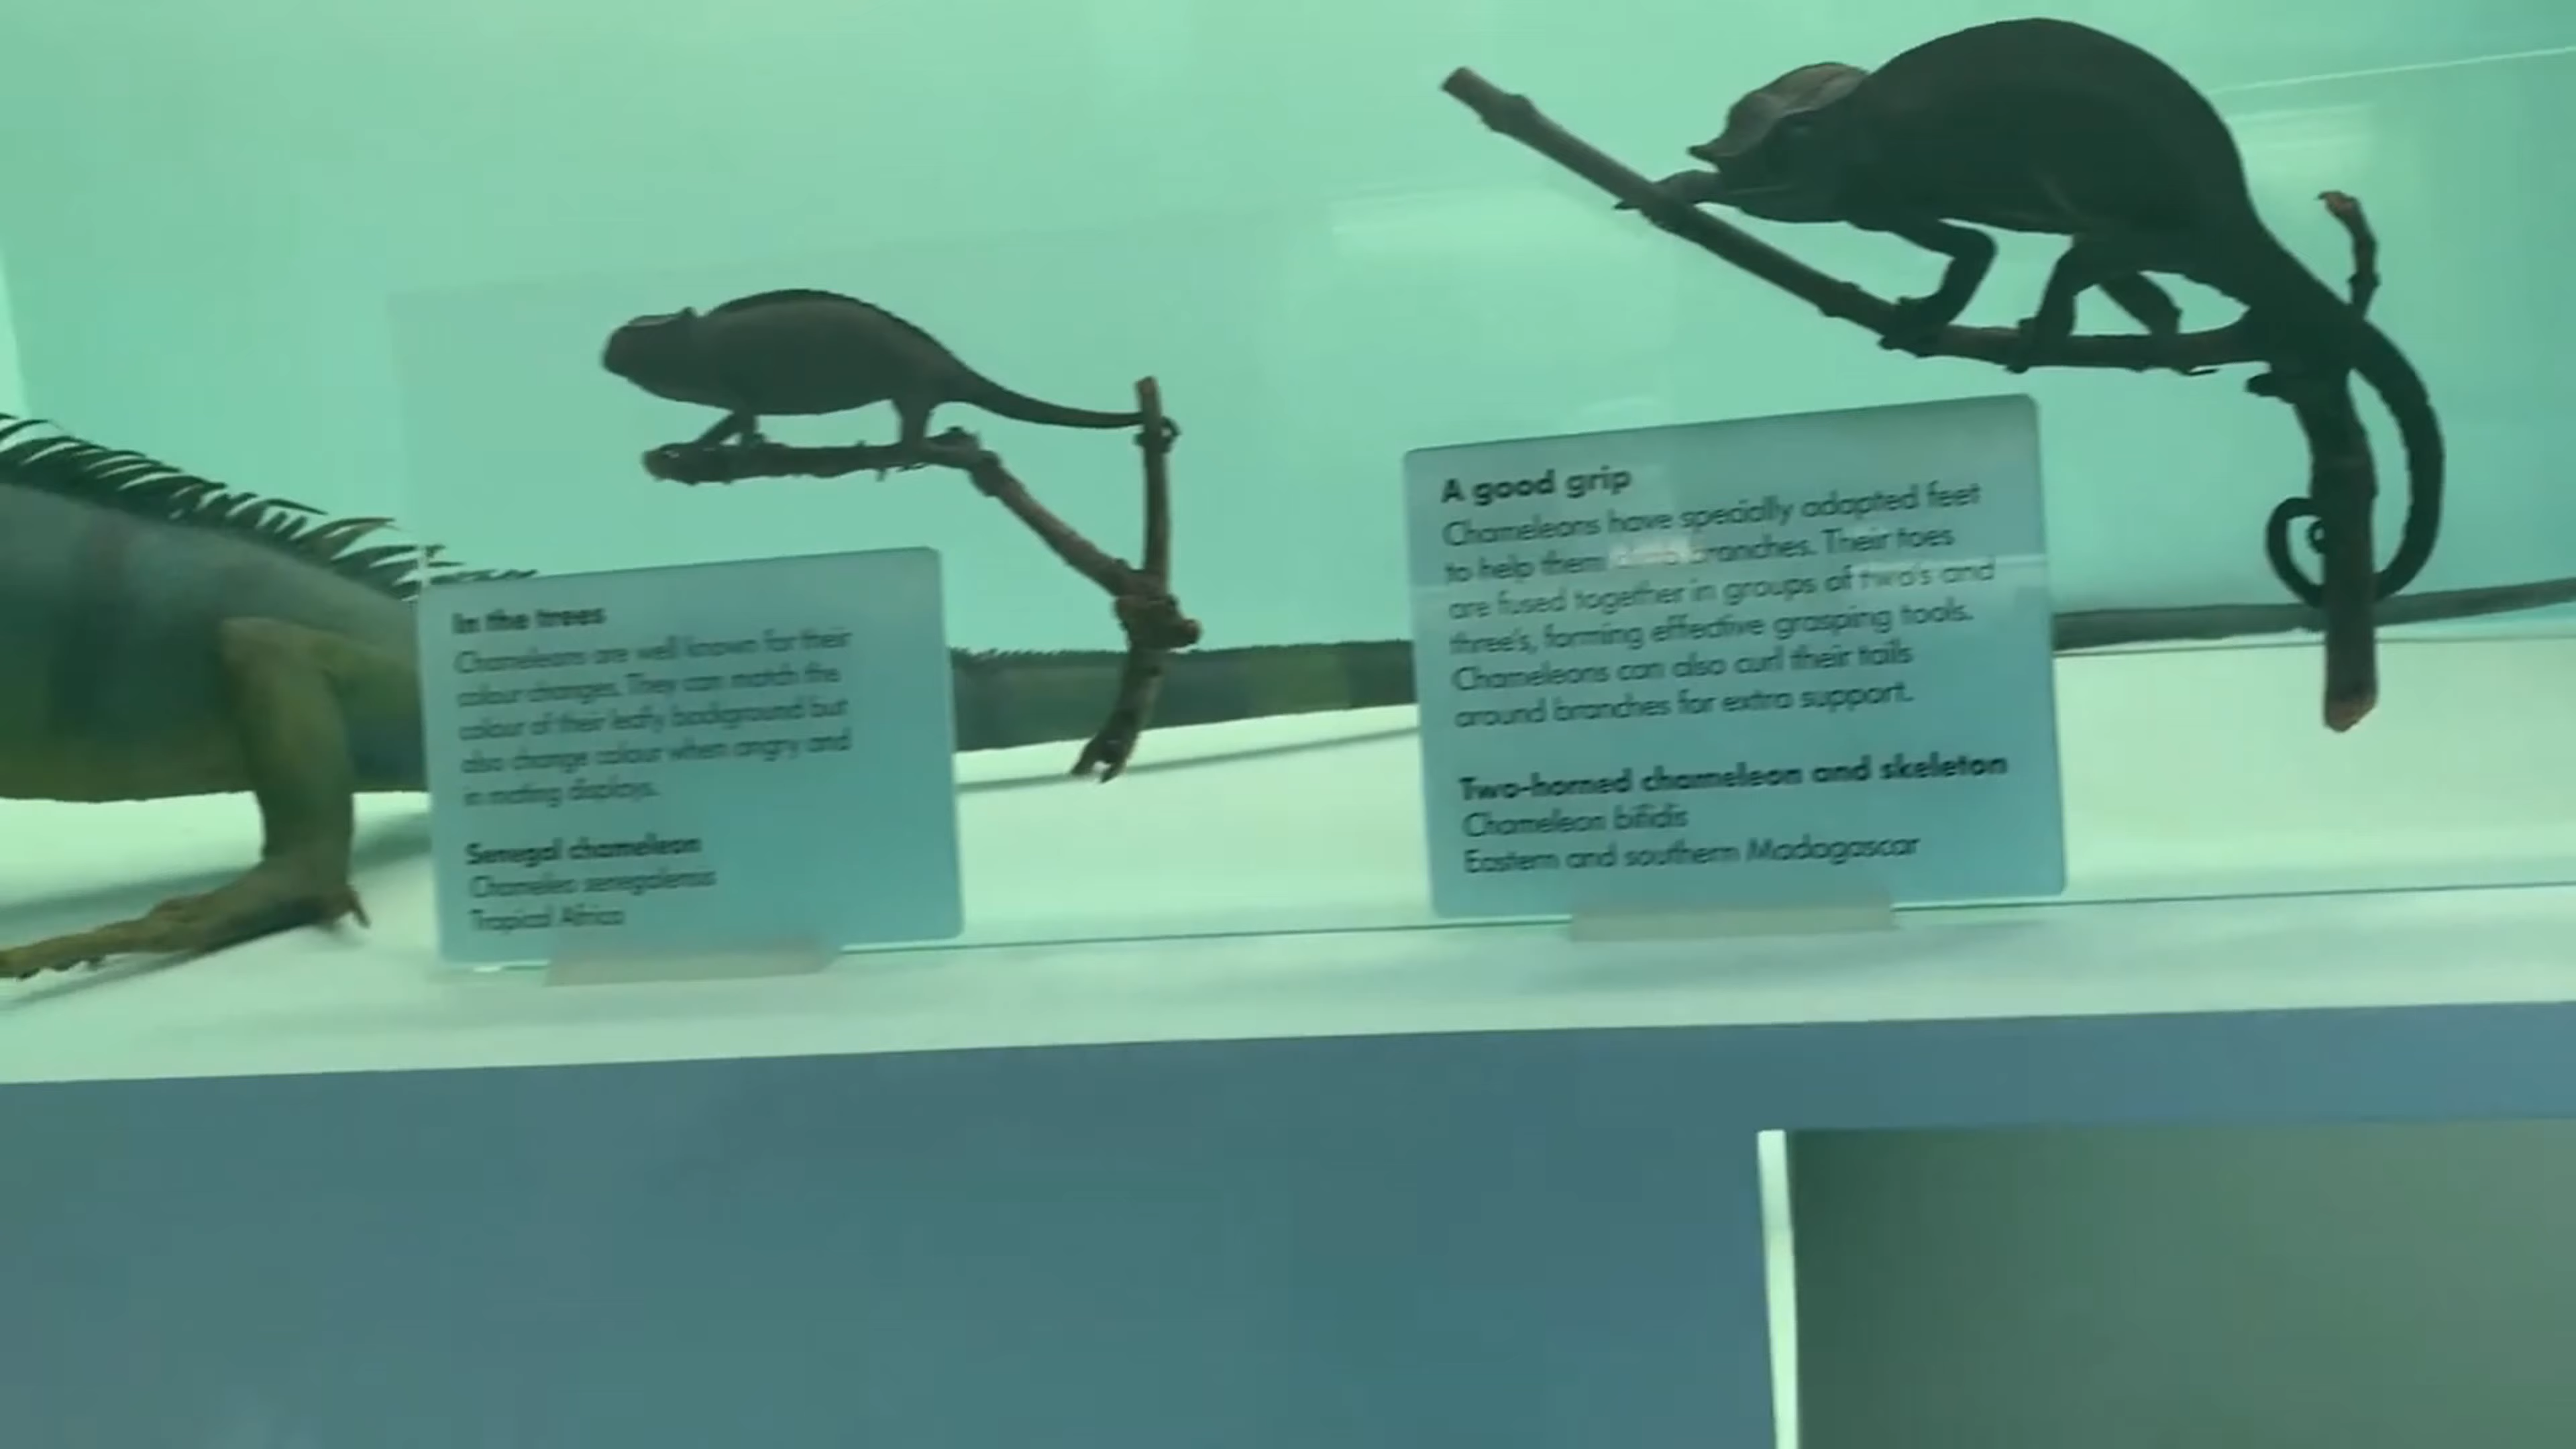 In the trees
Chameleons are well known for their
colour changes. They can match the
colour of their leafy background but
also change colour when angry and
in mating displays.
Senegal chameleon
Chameleo senegalensis
Tropical Africa
A good grip
Chameleons have specially adapted feet
to help them branches. Their toes
are fused together in groups of two's and
three's, forming effective grasping tools.
Chameleons can also curl their tails
around branches for extra support.
Two-horned chameleon and skeleton
Chameleon bifidis
Eastern and southern Madagascar